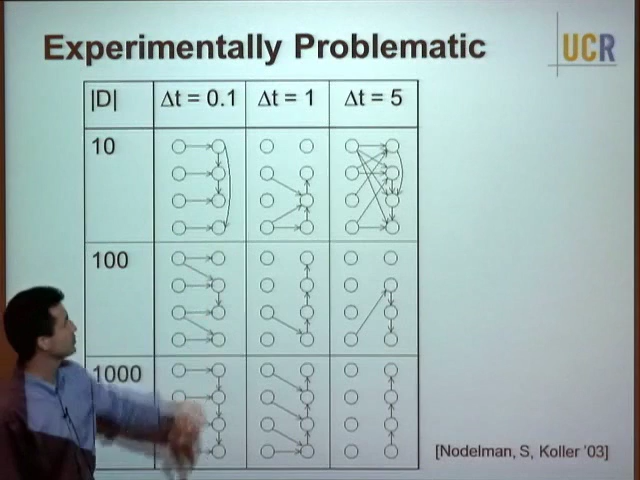 Experimentally Problematic
UCR
|D| Δt = 0.1 Δt = 1 Δt = 5
10
100
1000
[Nodelman, S, Koller '03]